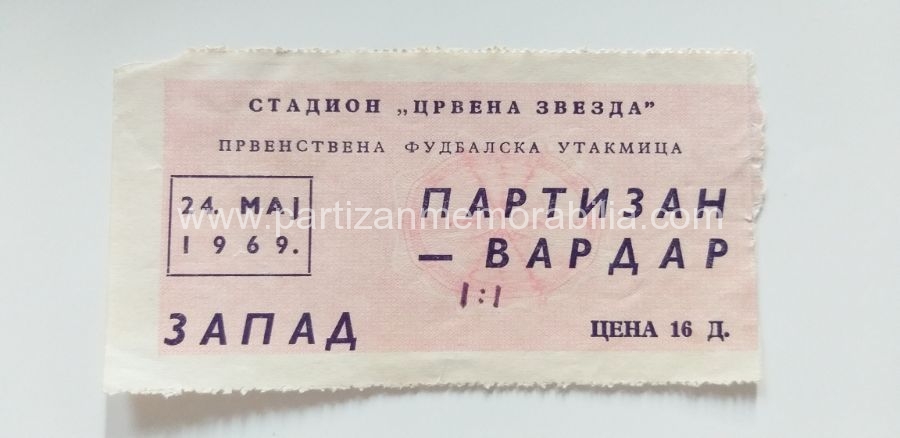 СТАДИОН „ЦРВЕНА ЗВЕЗДА”
ПРВЕНСТВЕНА ФУДБАЛСКА УТАКМИЦА
24. МАЈ
1969.
ПАРТИЗАН
— ВАРДАР
1:1
ЗАПАД
ЦЕНА 16 Д.
www.partizanmemorabilia.com